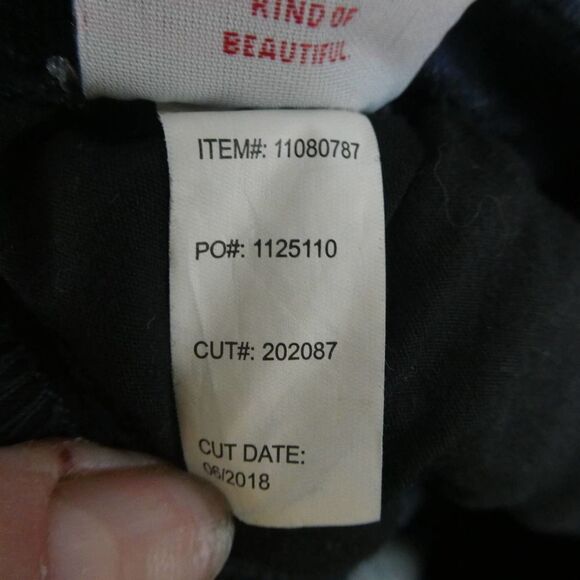 KIND OF
BEAUTIFUL.
ITEM#: 11080787
PO#: 1125110
CUT#: 202087
CUT DATE:
06/2018